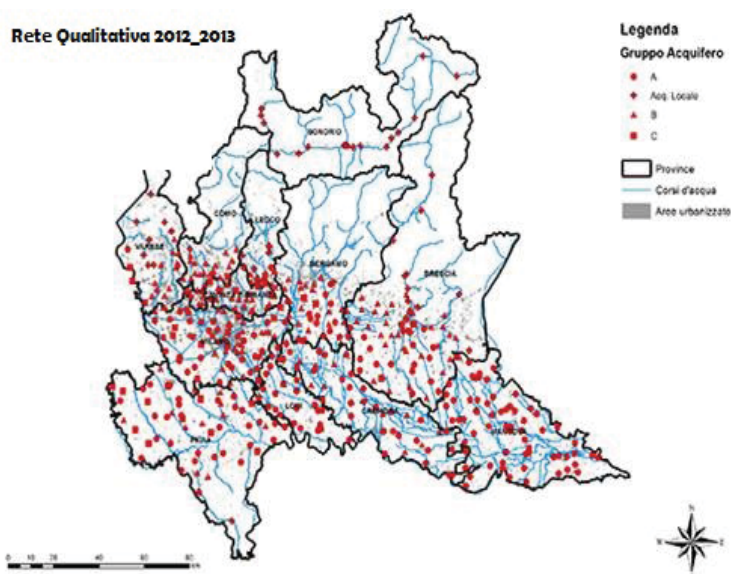 Rete Qualitativa 2012_2013
Legenda
Gruppo Acquifero
A
Acq. Locale
B
C
Province
Corsi d'acqua
Aree urbanizzate
SONDRIO
COMO
LECCO
VARESE
BERGAMO
BRESCIA
MILANO
LODI
CREMONA
PAVIA
MANTOVA
N
S
0 10 20 40 60 80